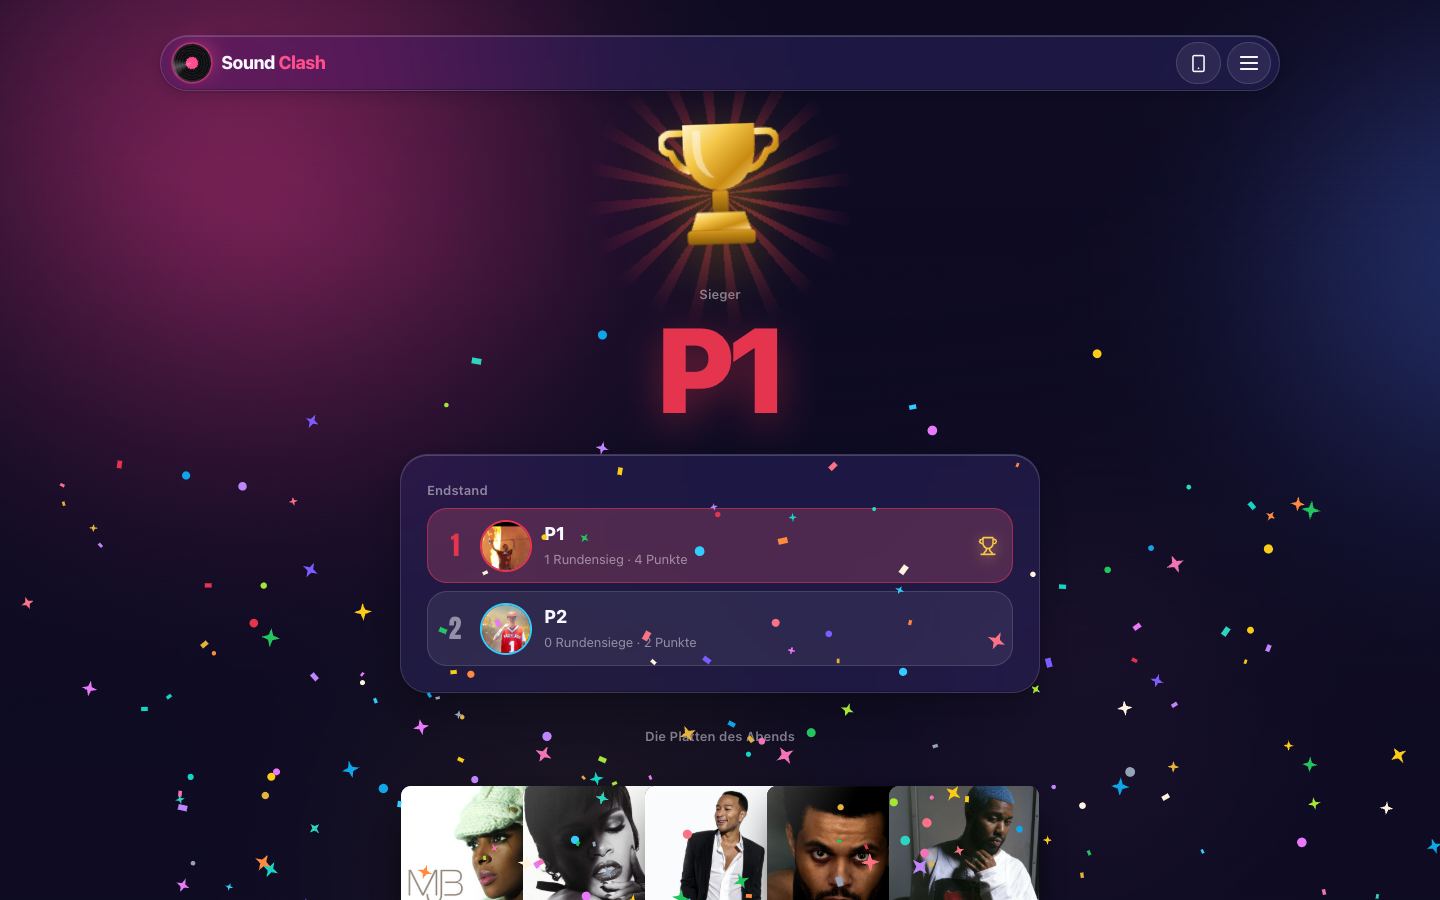 Sound Clash
Sieger
P1
Endstand
1
P1
1 Rundensieg · 4 Punkte
2
P2
0 Rundensiege · 2 Punkte
Die Platten des Abends
MJB